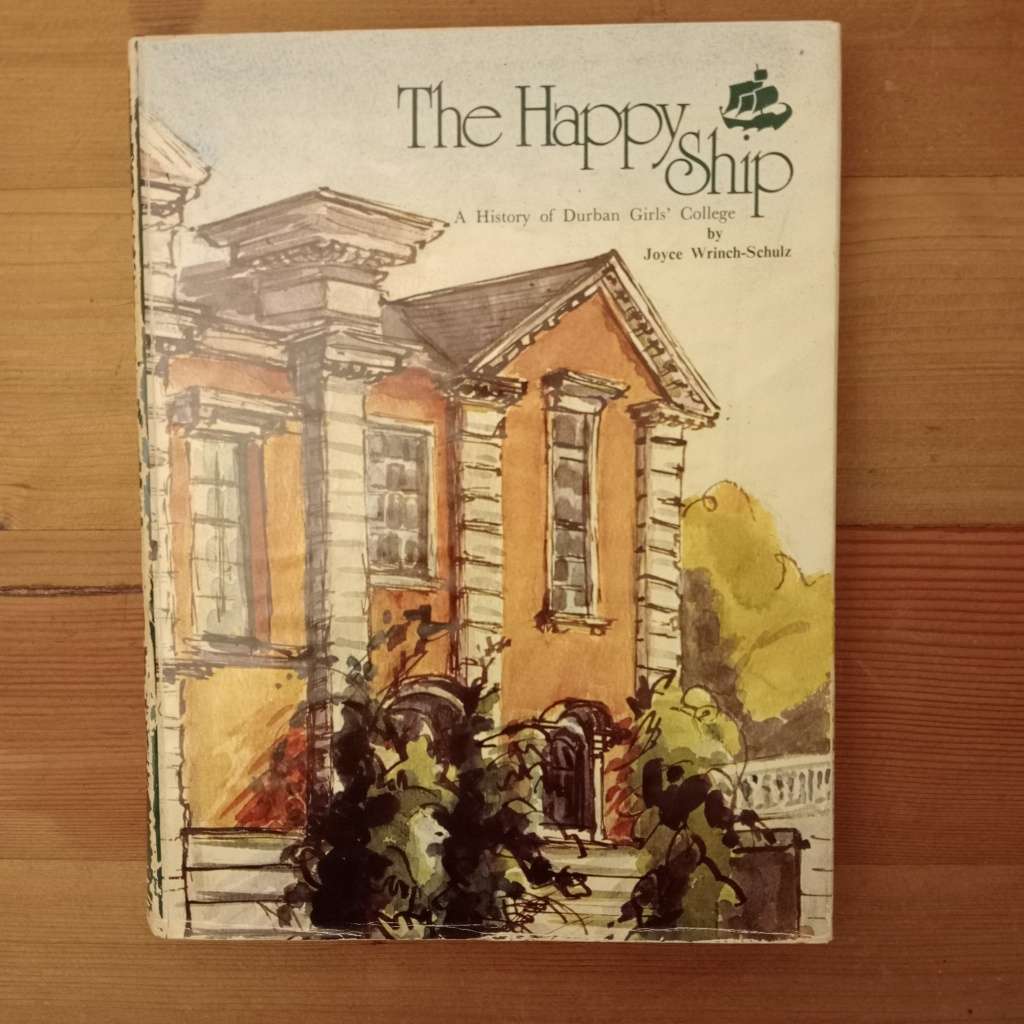 The Happy
Ship
A History of Durban Girls' College
by
Joyce Wrinch-Schulz